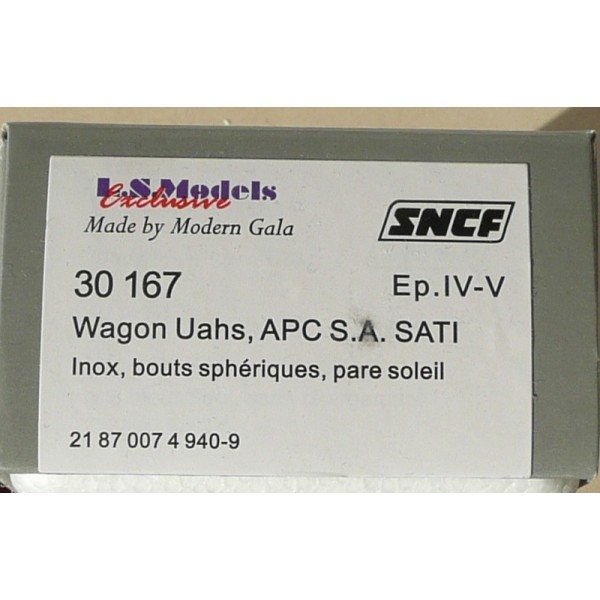 L.S.Models
Exclusive
Made by Modern Gala
SNCF
30 167
Ep.IV-V
Wagon Uahs, APC S.A. SATI
Inox, bouts sphériques, pare soleil
21 87 007 4 940-9